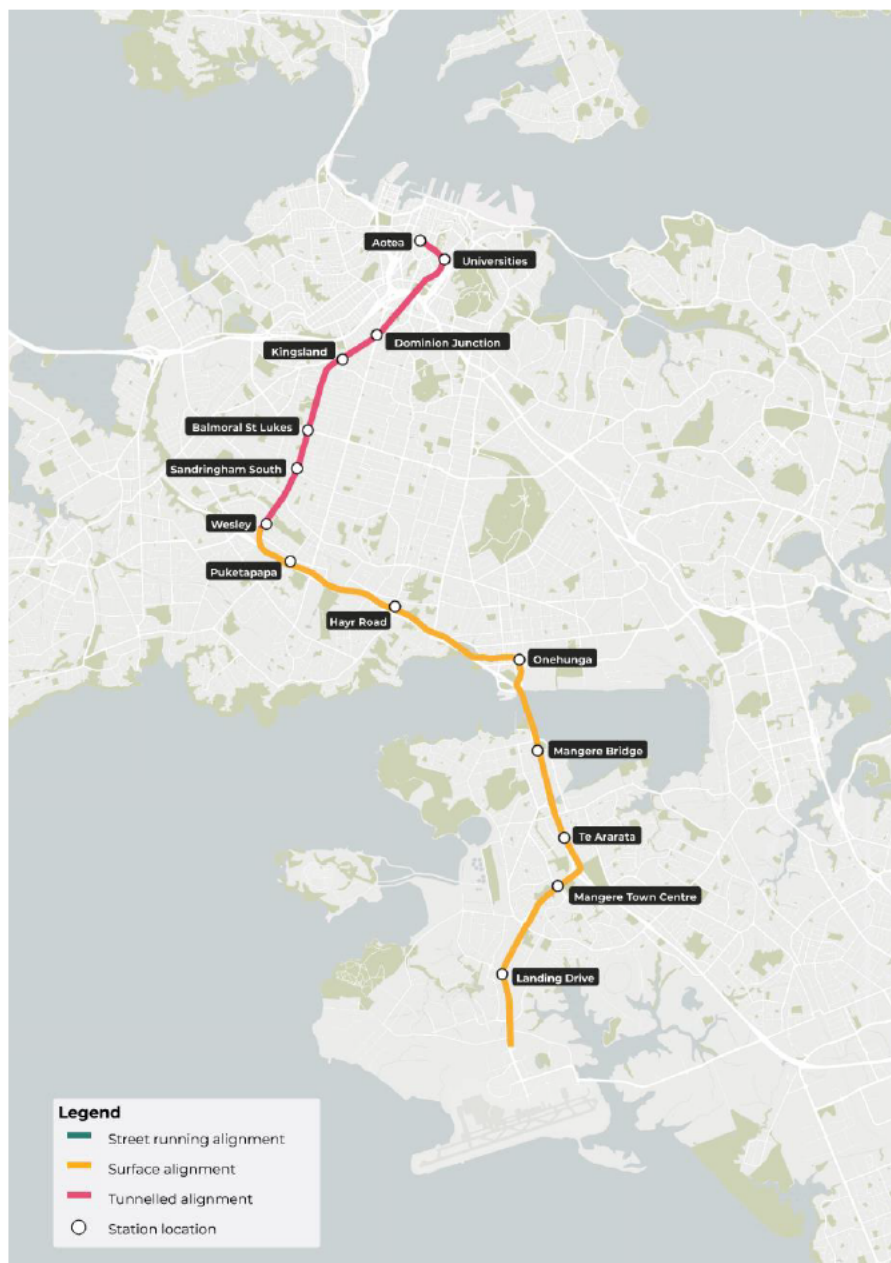 Aotea
Universities
Dominion Junction
Kingsland
Balmoral St Lukes
Sandringham South
Wesley
Puketapapa
Hayr Road
Onehunga
Mangere Bridge
Te Ararata
Mangere Town Centre
Landing Drive
Legend
Street running alignment
Surface alignment
Tunnelled alignment
Station location